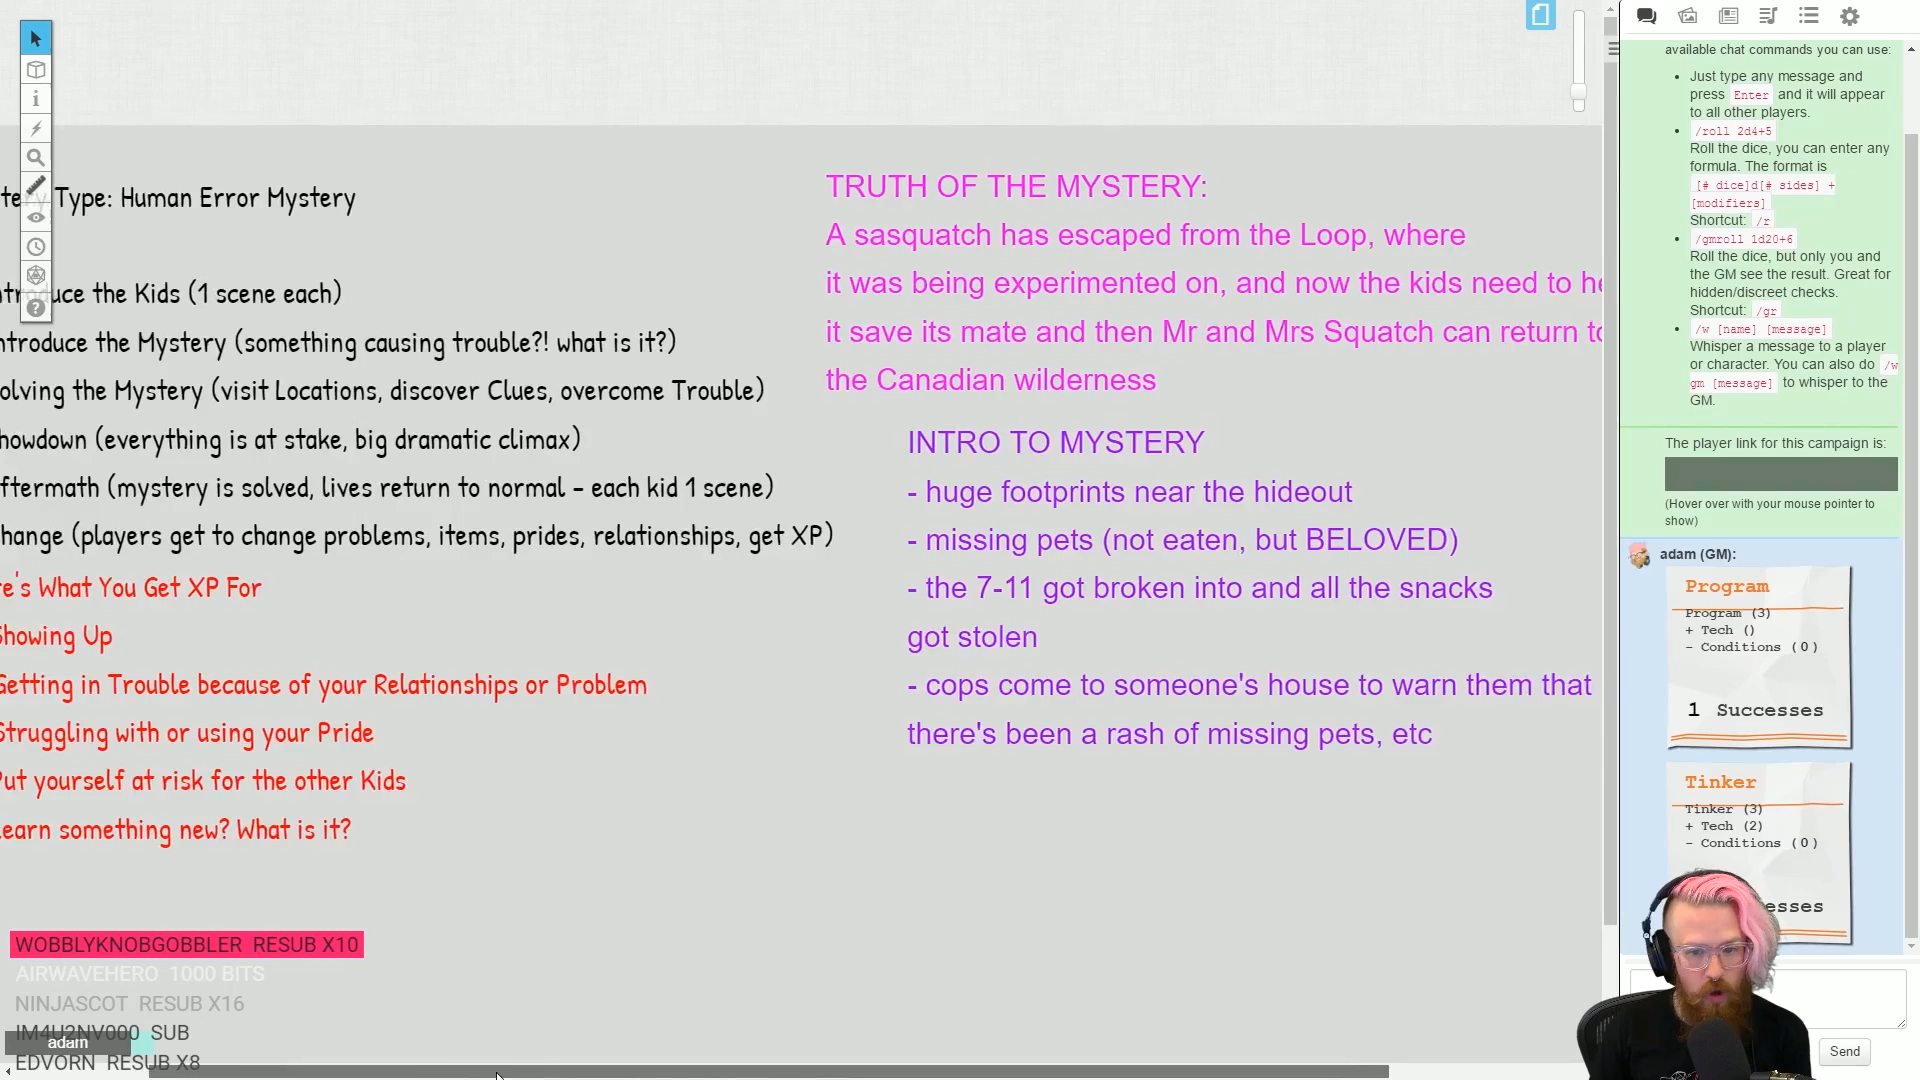 Type: Human Error Mystery
the Kids (1 scene each)
ntroduce the Mystery (something causing trouble?! what is it?)
olving the Mystery (visit Locations, discover Clues, overcome Trouble)
howdown (everything is at stake, big dramatic climax)
ftermath (mystery is solved, lives return to normal - each kid 1 scene)
hange (players get to change problems, items, prides, relationships, get XP)
re's What You Get XP For
Showing Up
Getting in Trouble because of your Relationships or Problem
Struggling with or using your Pride
Put yourself at risk for the other Kids
Learn something new? What is it?
TRUTH OF THE MYSTERY:
A sasquatch has escaped from the Loop, where
it was being experimented on, and now the kids need to he
it save its mate and then Mr and Mrs Squatch can return to
the Canadian wilderness
INTRO TO MYSTERY
- huge footprints near the hideout
- missing pets (not eaten, but BELOVED)
- the 7-11 got broken into and all the snacks
got stolen
- cops come to someone's house to warn them that
there's been a rash of missing pets, etc
WOBBLYKNOBGOBBLER RESUB X10
AIRWAVEHERO 1000 BITS
NINJASCOT RESUB X16
IM4U2NV000 SUB
adam
EDVORN RESUB X8
available chat commands you can use:
• Just type any message and
press Enter and it will appear
to all other players.
• /roll 2d4+5
Roll the dice, you can enter any
formula. The format is
[# dice]d[# sides] +
[modifiers]
Shortcut: /r
• /gmroll 1d20+6
Roll the dice, but only you and
the GM see the result. Great for
hidden/discreet checks.
Shortcut: /gr
• /w [name] [message]
Whisper a message to a player
or character. You can also do /w
gm [message] to whisper to the
GM.
The player link for this campaign is:
(Hover over with your mouse pointer to
show)
adam (GM):
Program
Program (3)
+ Tech ()
- Conditions (0)
1 Successes
Tinker
Tinker (3)
+ Tech (2)
- Conditions (0)
esses
Send